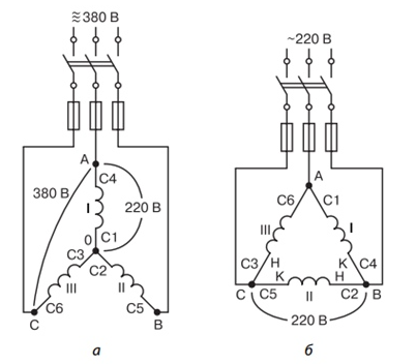 ≈380 В
~220 В
A
C4
380 В
I
220 В
0
C1
C3
C2
III
II
C6
C5
C
B
а
A
C6
C1
III
I
C3
H
K
C4
K
H
C
C5
II
C2
B
220 В
б